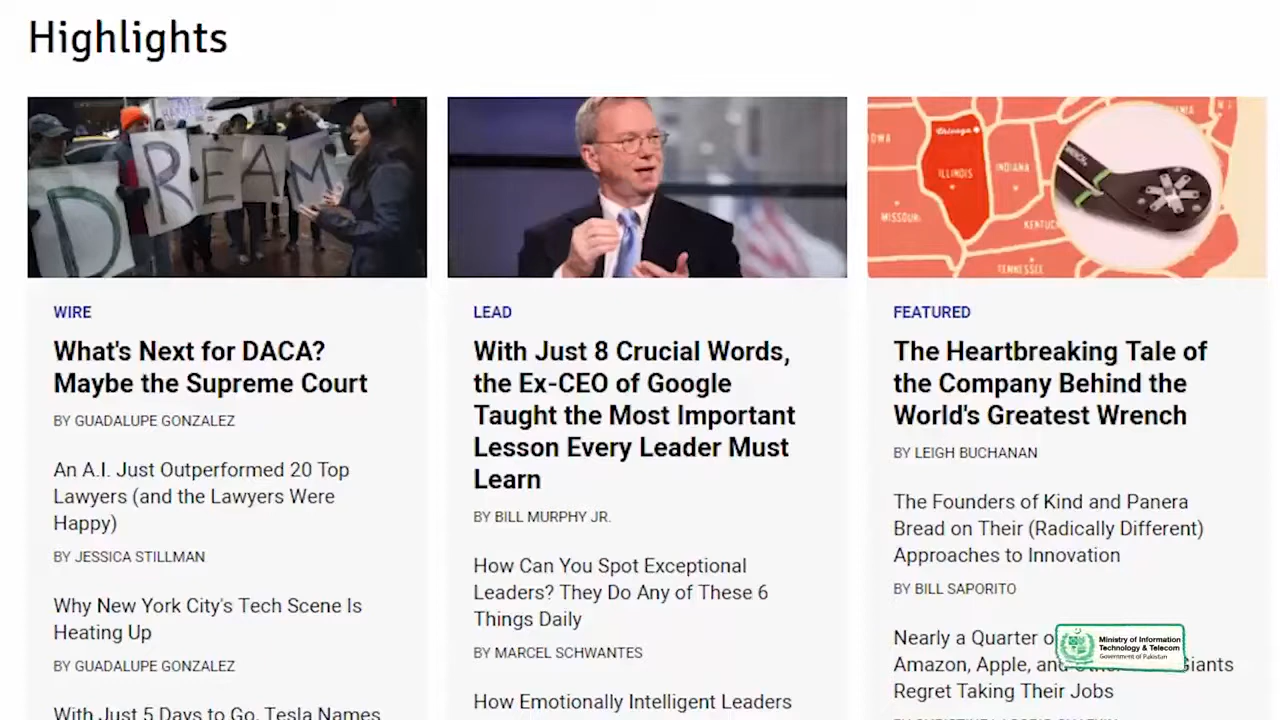 Highlights
DREAM
IOWA
Chicago
ILLINOIS
INDIANA
MISSOURI
TENNESSEE
WIRE
What's Next for DACA?
Maybe the Supreme Court
BY GUADALUPE GONZALEZ
An A.I. Just Outperformed 20 Top
Lawyers (and the Lawyers Were
Happy)
BY JESSICA STILLMAN
Why New York City's Tech Scene Is
Heating Up
BY GUADALUPE GONZALEZ
With Just 5 Days to Go, Tesla Names
LEAD
With Just 8 Crucial Words,
the Ex-CEO of Google
Taught the Most Important
Lesson Every Leader Must
Learn
BY BILL MURPHY JR.
How Can You Spot Exceptional
Leaders? They Do Any of These 6
Things Daily
BY MARCEL SCHWANTES
How Emotionally Intelligent Leaders
FEATURED
The Heartbreaking Tale of
the Company Behind the
World's Greatest Wrench
BY LEIGH BUCHANAN
The Founders of Kind and Panera
Bread on Their (Radically Different)
Approaches to Innovation
BY BILL SAPORITO
Nearly a Quarter
Amazon, Apple, Giants
Regret Taking Their Jobs
Ministry of Information
Technology & Telecom
Government of Pakistan